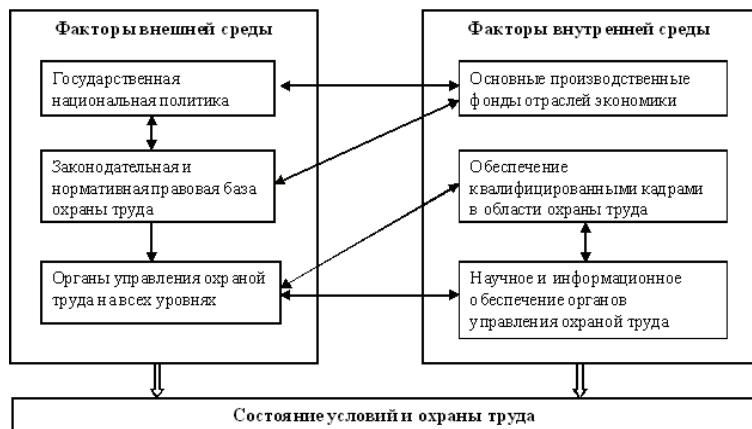 Факторы внешней среды
Государственная
национальная политика
Законодательная и
нормативная правовая база
охраны труда
Органы управления охраной
труда на всех уровнях
Факторы внутренней среды
Основные производственные
фонды отраслей экономики
Обеспечение
квалифицированными кадрами
в области охраны труда
Научное и информационное
обеспечение органов
управления охраной труда
Состояние условий и охраны труда